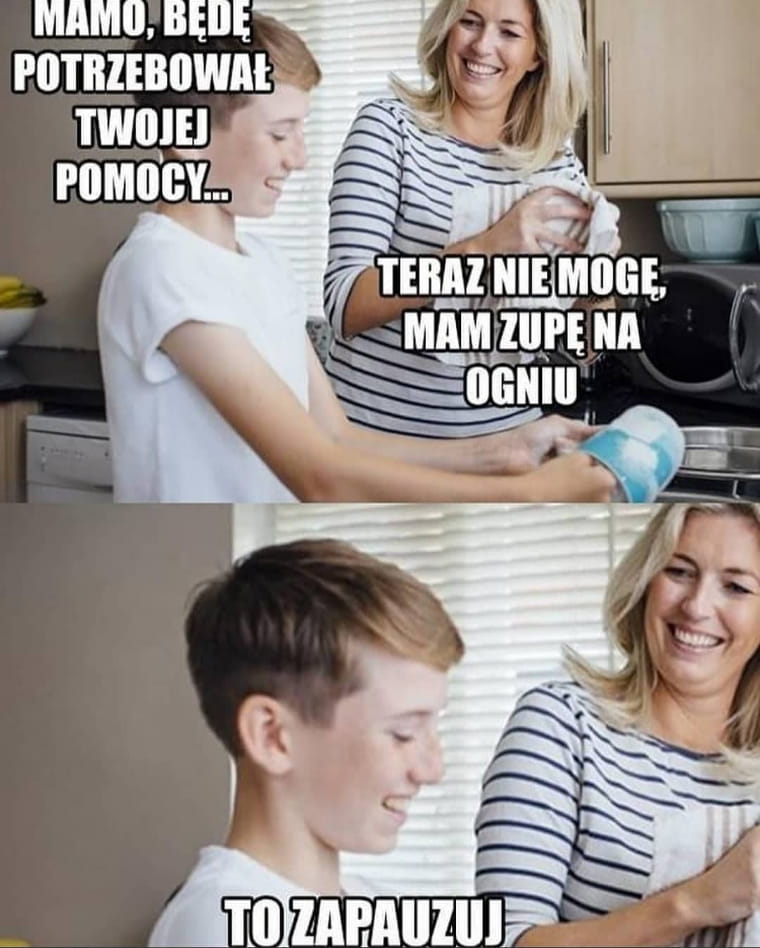 MAMO, BĘDĘ
POTRZEBOWAŁ
TWOJEJ
POMOCY...
TERAZ NIE MOGĘ,
MAM ZUPĘ NA
OGNIU
TO ZAPAUZUJ